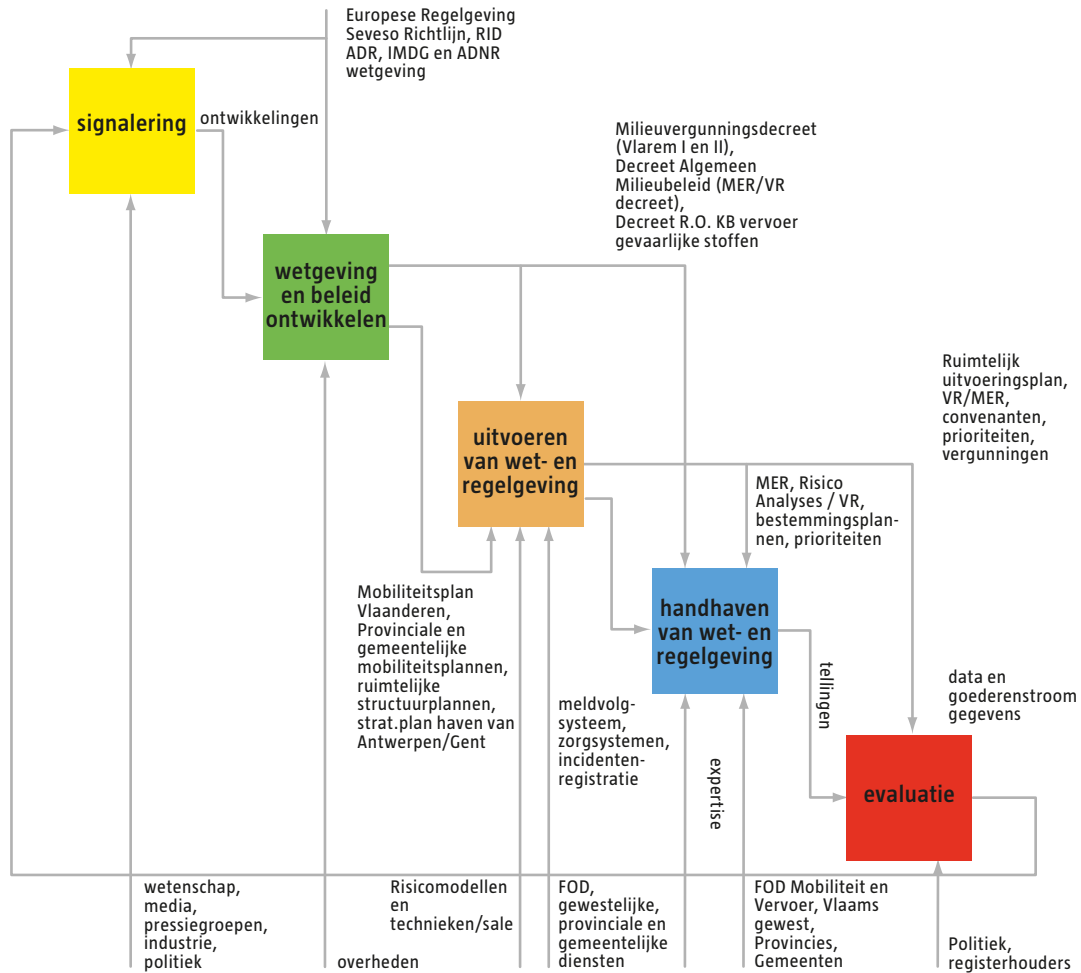 Europese Regelgeving
Seveso Richtlijn, RID
ADR, IMDG en ADNR
wetgeving
signalering
ontwikkelingen
Milieuvergunningsdecreet
(Vlarem I en II),
Decreet Algemeen
Milieubeleid (MER/VR
decreet),
Decreet R.O. KB vervoer
gevaarlijke stoffen
wetgeving
en beleid
ontwikkelen
Ruimtelijk
uitvoeringsplan,
VR/MER,
convenanten,
prioriteiten,
vergunningen
uitvoeren
van wet- en
regelgeving
MER, Risico
Analyses / VR,
bestemmingsplan-
nen, prioriteiten
Mobiliteitsplan
Vlaanderen,
Provinciale en
gemeentelijke
mobiliteitsplannen,
ruimtelijke
structuurplannen,
strat.plan haven van
Antwerpen/Gent
handhaven
van wet- en
regelgeving
tellingen
meldvolg-
systeem,
zorgsystemen,
incidenten-
registratie
expertise
data en
goederenstroom
gegevens
evaluatie
wetenschap,
media,
pressiegroepen,
industrie,
politiek
overheden
Risicomodellen
en
technieken/sale
FOD,
gewestelijke,
provinciale en
gemeentelijke
diensten
FOD Mobiliteit en
Vervoer, Vlaams
gewest,
Provincies,
Gemeenten
Politiek,
registerhouders